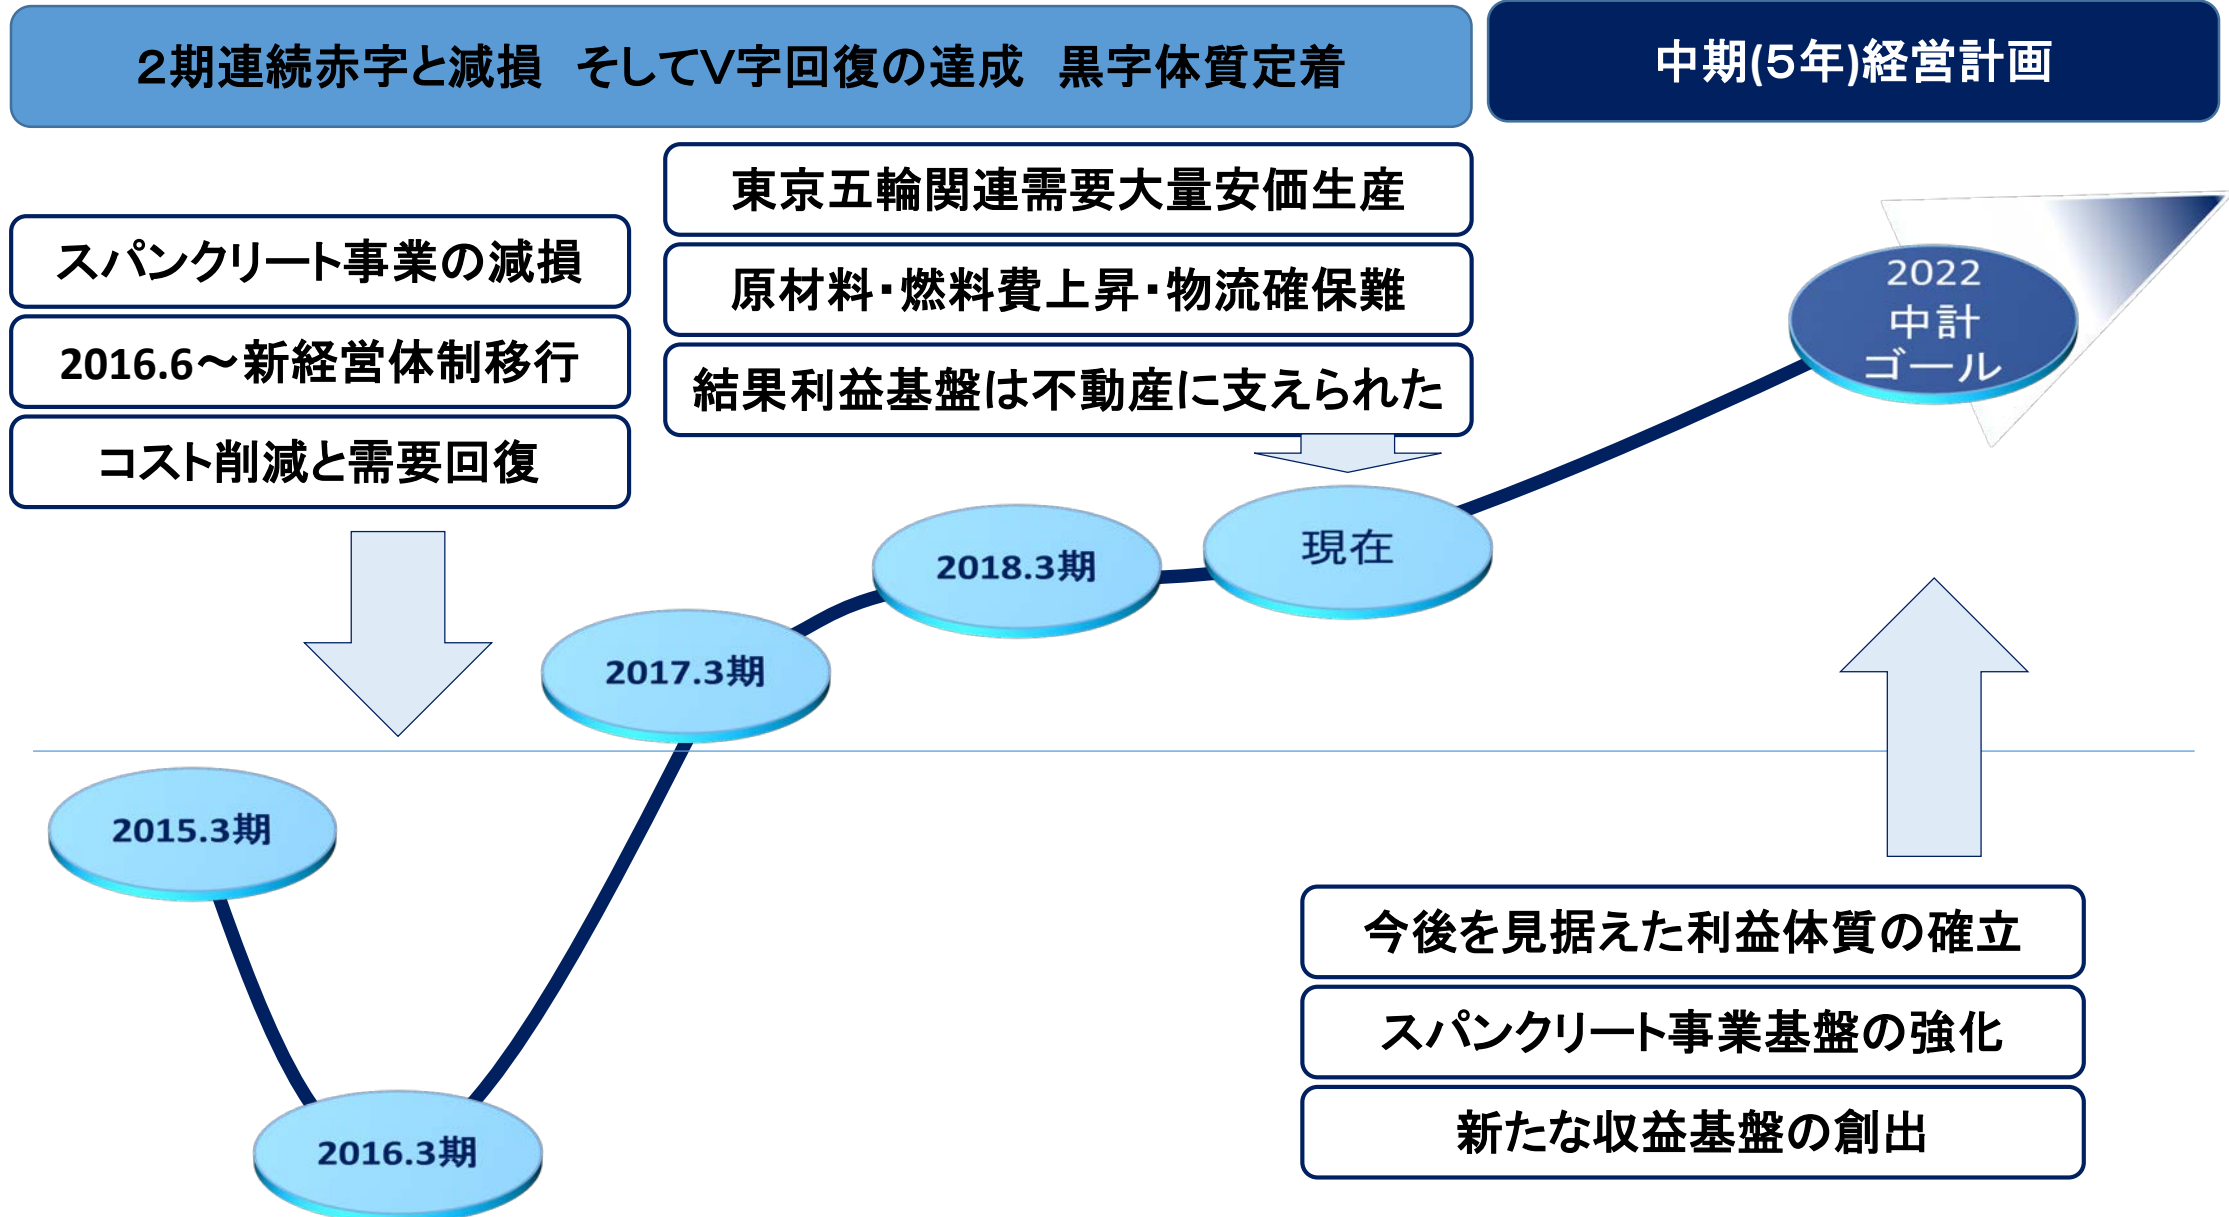 ２期連続赤字と減損　そしてV字回復の達成　黒字体質定着
中期(５年)経営計画
スパンクリート事業の減損
2016.6～新経営体制移行
コスト削減と需要回復
東京五輪関連需要大量安価生産
原材料・燃料費上昇・物流確保難
結果利益基盤は不動産に支えられた
2022
中計
ゴール
現在
2018.3期
2017.3期
2015.3期
2016.3期
今後を見据えた利益体質の確立
スパンクリート事業基盤の強化
新たな収益基盤の創出